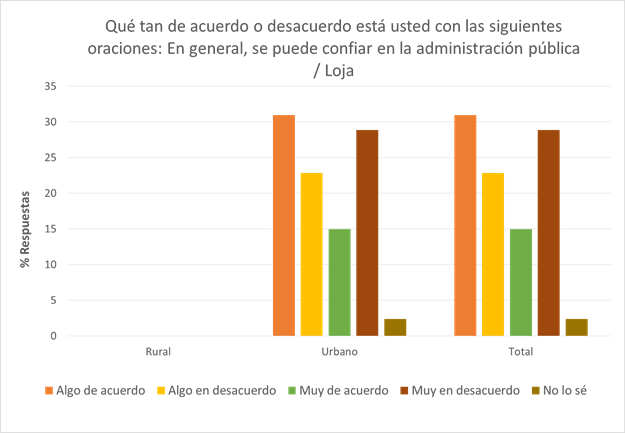 Qué tan de acuerdo o desacuerdo está usted con las siguientes
oraciones: En general, se puede confiar en la administración pública
/ Loja
35
30
25
20
15
10
5
0
% Respuestas
Rural Urbano Total
Algo de acuerdo Algo en desacuerdo Muy de acuerdo Muy en desacuerdo No lo sé